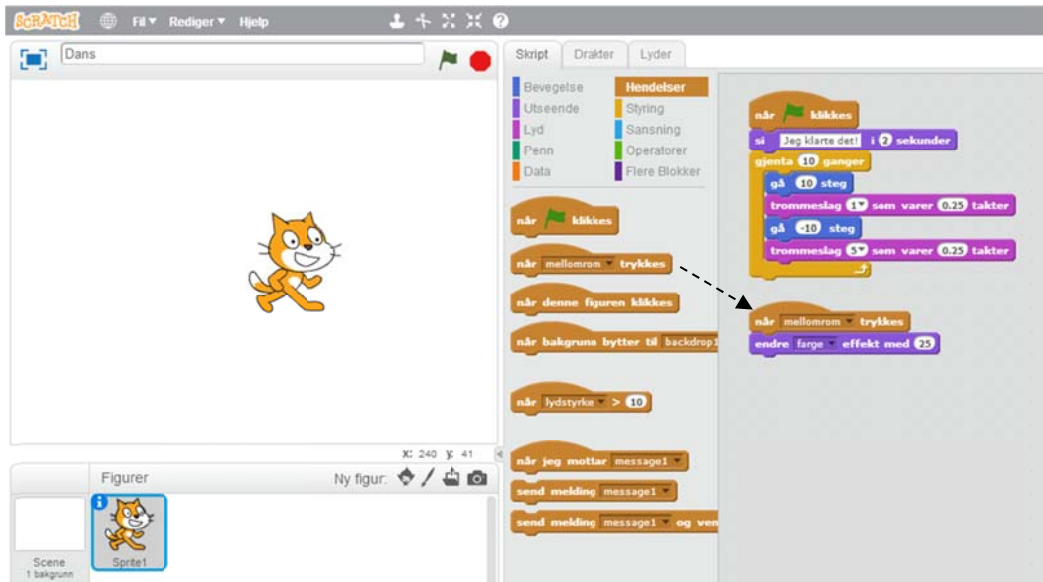 SCRATCH Fil Rediger Hjelp
Dans
x: 240 y: 41
Figurer Ny figur:
Scene
1 bakgrunn
Sprite1
Skript Drakter Lyder
Bevegelse Hendelser
Utseende Styring
Lyd Sansning
Penn Operatorer
Data Flere Blokker
når klikkes
når mellomrom trykkes
når denne figuren klikkes
når bakgrunn bytter til backdrop1
når lydstyrke > 10
når jeg mottar message1
send melding message1
send melding message1 og ven
når klikkes
si Jeg klarte det! i 2 sekunder
gjenta 10 ganger
gå 10 steg
trommeslag 1 som varer 0.25 takter
gå -10 steg
trommeslag 5 som varer 0.25 takter
når mellomrom trykkes
endre farge effekt med 25